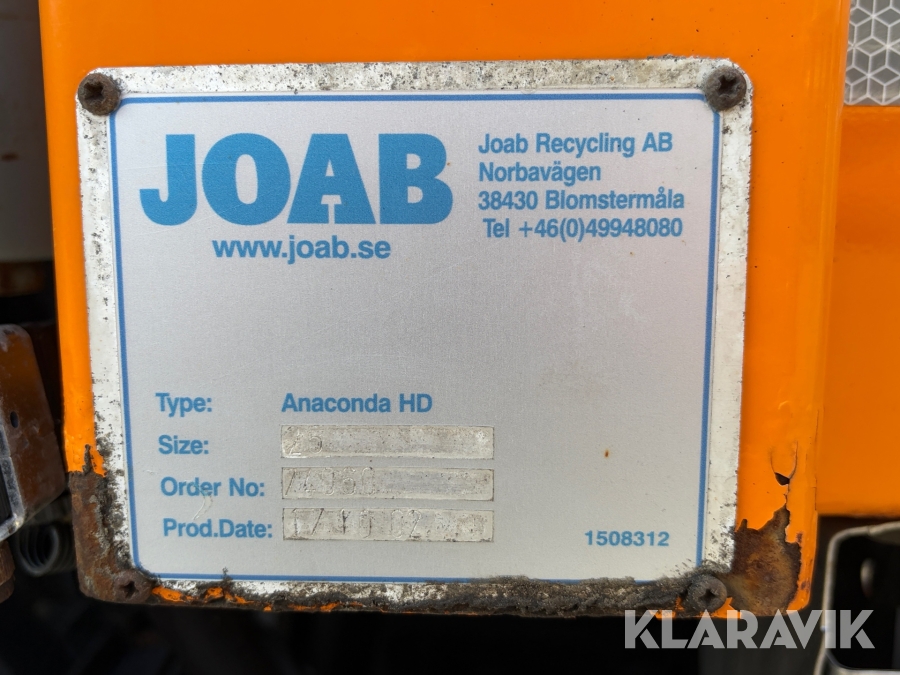 JOAB
www.joab.se
Joab Recycling AB
Norbavägen
38430 Blomstermåla
Tel +46(0)49948080
Type: Anaconda HD
Size:
Order No:
Prod.Date:
1508312
KLARAVIK